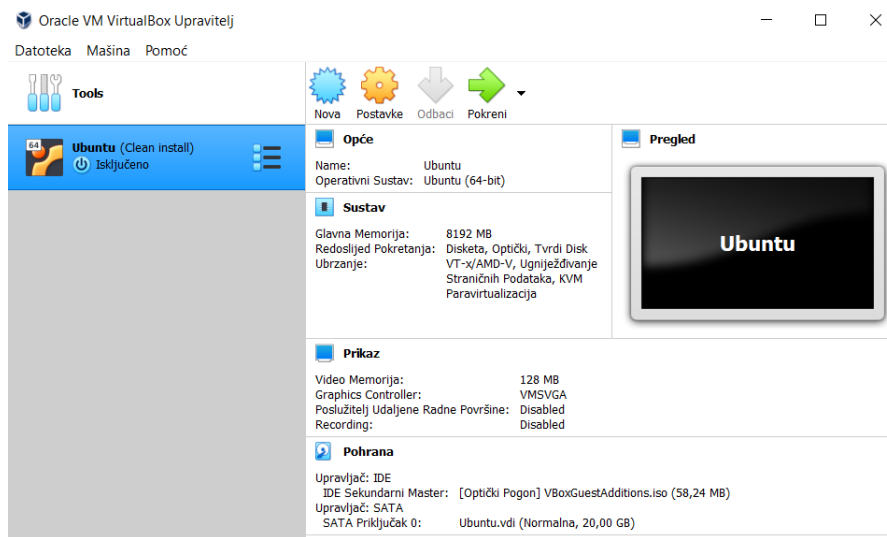 Oracle VM VirtualBox Upravitelj
Datoteka Mašina Pomoć
Tools
Nova Postavke Odbaci Pokreni
64
Ubuntu (Clean install)
Isključeno
Opće
Name: Ubuntu
Operativni Sustav: Ubuntu (64-bit)
Sustav
Glavna Memorija: 8192 MB
Redoslijed Pokretanja: Disketa, Optički, Tvrdi Disk
Ubrzanje: VT-x/AMD-V, Ugniježđivanje
Straničnih Podataka, KVM
Paravirtualizacija
Pregled
Ubuntu
Prikaz
Video Memorija: 128 MB
Graphics Controller: VMSVGA
Poslužitelj Udaljene Radne Površine: Disabled
Recording: Disabled
Pohrana
Upravljač: IDE
IDE Sekundarni Master: [Optički Pogon] VBoxGuestAdditions.iso (58,24 MB)
Upravljač: SATA
SATA Priključak 0: Ubuntu.vdi (Normalna, 20,00 GB)